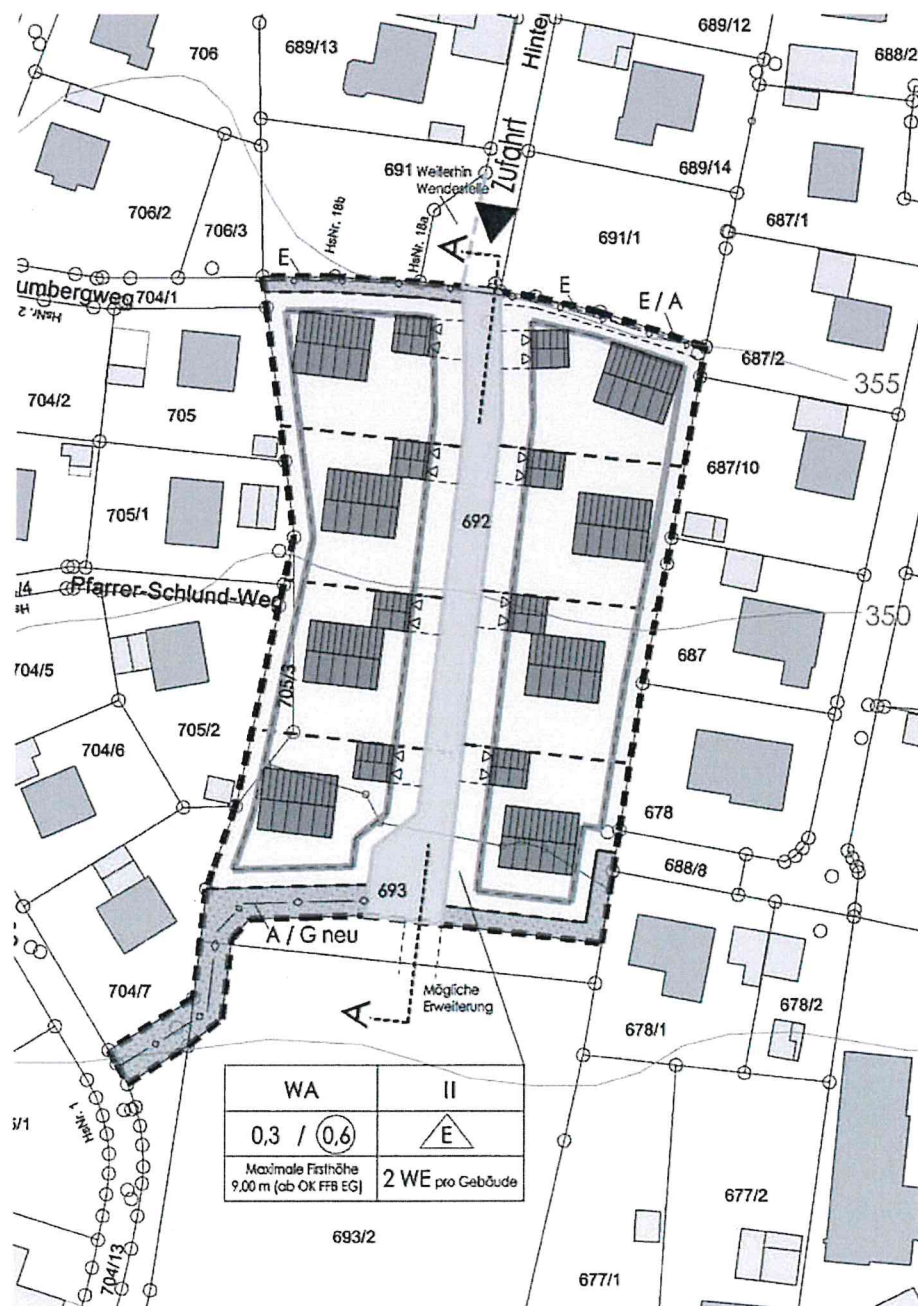 689/12
706
689/13
688/2
Hinte
Zufahrt
689/14
691 Weiterhin
Wendestelle
706/2
706/3
HsNr. 18b
HsNr. 18a
687/1
691/1
A
E
E
E / A
umbergweg
704/1
HsNr. 2
687/2
355
704/2
705
687/10
705/1
692
Pfarrer-Schlund-Weg
350
704/5
705/3
687
705/2
704/6
678
688/8
693
A / G neu
704/7
Mögliche
Erweiterung
A
678/1
678/2
WA
II
0,3 / 0,6
E
Maximale Firsthöhe
9,00 m (ab OK FFB EG)
2 WE pro Gebäude
HsNr. 1
677/2
693/2
704/13
677/1